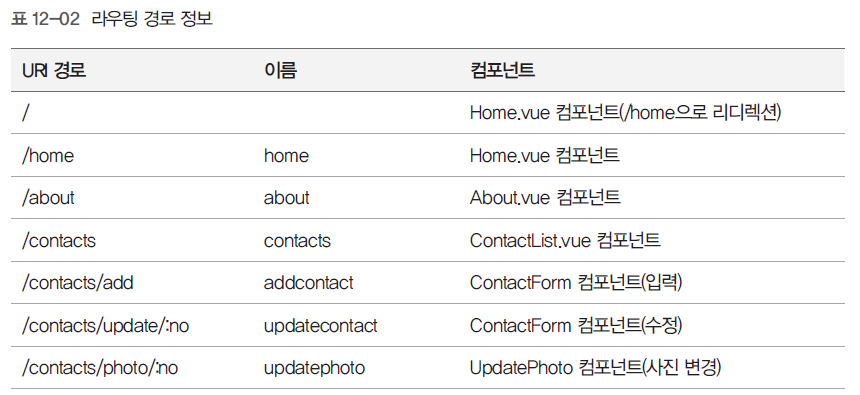 표 12-02 라우팅 경로 정보
URI 경로 이름 컴포넌트
/ Home.vue 컴포넌트(/home으로 리디렉션)
/home home Home.vue 컴포넌트
/about about About.vue 컴포넌트
/contacts contacts ContactList.vue 컴포넌트
/contacts/add addcontact ContactForm 컴포넌트(입력)
/contacts/update/:no updatecontact ContactForm 컴포넌트(수정)
/contacts/photo/:no updatephoto UpdatePhoto 컴포넌트(사진 변경)